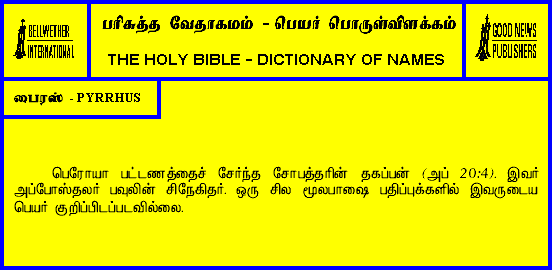 BELLWETHER
INTERNATIONAL
பரிசுத்த வேதாகமம் - பெயர் பொருள்விளக்கம்
THE HOLY BIBLE – DICTIONARY OF NAMES
GOOD NEWS
PUBLISHERS
பைரஸ் - PYRRHUS
பெரோயா பட்டணத்தைச் சேர்ந்த சோபத்தரின் தகப்பன் (அப் 20:4). இவர்
அப்போஸ்தலர் பவுலின் சிநேகிதர். ஒரு சில மூலபாஷை பதிப்புக்களில் இவருடைய
பெயர் குறிப்பிடப்படவில்லை.